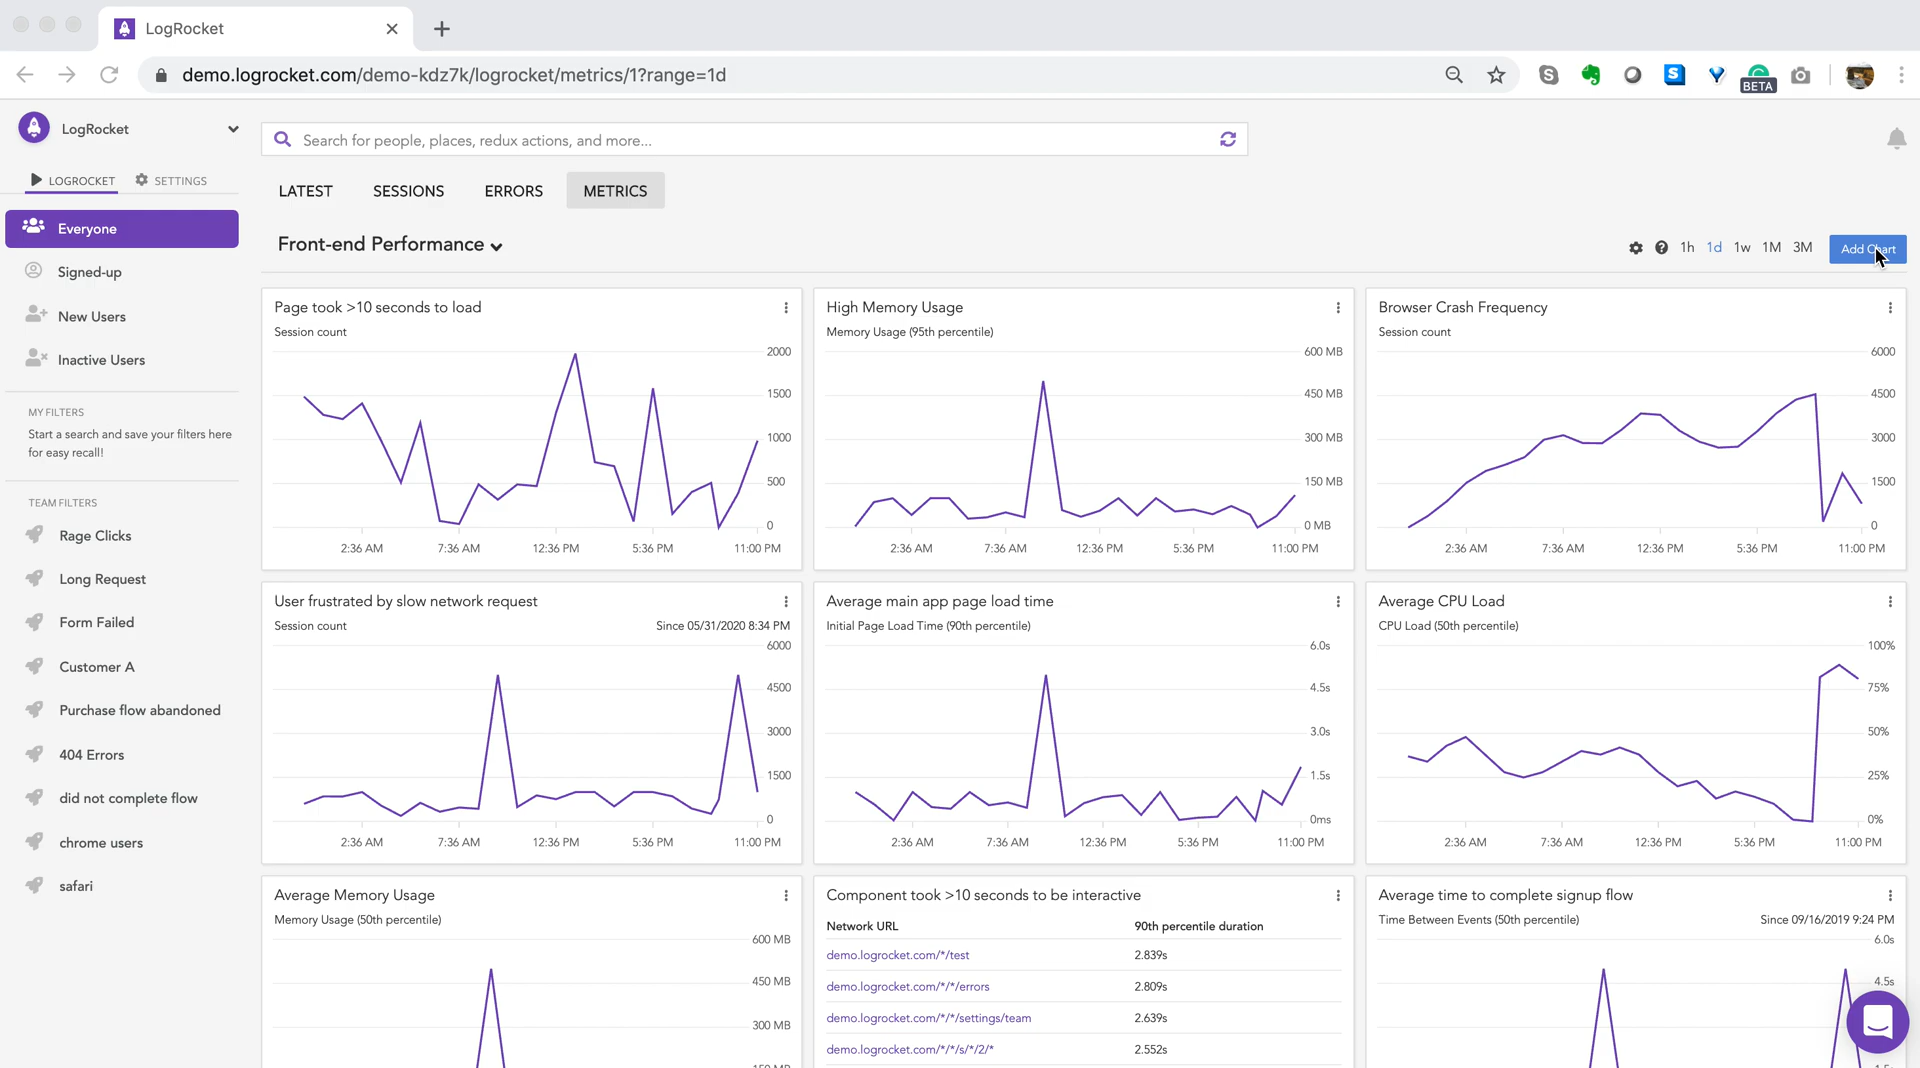 LogRocket
demo.logrocket.com/demo-kdz7k/logrocket/metrics/1?range=1d
BETA
LogRocket
Search for people, places, redux actions, and more...
LOGROCKET SETTINGS
LATEST SESSIONS ERRORS METRICS
Everyone
Signed-up
New Users
Inactive Users
MY FILTERS
Start a search and save your filters here
for easy recall!
TEAM FILTERS
Rage Clicks
Long Request
Form Failed
Customer A
Purchase flow abandoned
404 Errors
did not complete flow
chrome users
safari
Front-end Performance
1h 1d 1w 1M 3M Add Chart
Page took >10 seconds to load
Session count
2000
1500
1000
500
0
2:36 AM 7:36 AM 12:36 PM 5:36 PM 11:00 PM
High Memory Usage
Memory Usage (95th percentile)
600 MB
450 MB
300 MB
150 MB
0 MB
2:36 AM 7:36 AM 12:36 PM 5:36 PM 11:00 PM
Browser Crash Frequency
Session count
6000
4500
3000
1500
0
2:36 AM 7:36 AM 12:36 PM 5:36 PM 11:00 PM
User frustrated by slow network request
Session count Since 05/31/2020 8:34 PM
6000
4500
3000
1500
0
2:36 AM 7:36 AM 12:36 PM 5:36 PM 11:00 PM
Average main app page load time
Initial Page Load Time (90th percentile)
6.0s
4.5s
3.0s
1.5s
0ms
2:36 AM 7:36 AM 12:36 PM 5:36 PM 11:00 PM
Average CPU Load
CPU Load (50th percentile)
100%
75%
50%
25%
0%
2:36 AM 7:36 AM 12:36 PM 5:36 PM 11:00 PM
Average Memory Usage
Memory Usage (50th percentile)
600 MB
450 MB
300 MB
Component took >10 seconds to be interactive
Network URL 90th percentile duration
demo.logrocket.com/*/test 2.839s
demo.logrocket.com/*/*/errors 2.809s
demo.logrocket.com/*/*/settings/team 2.639s
demo.logrocket.com/*/*/s/*/2/* 2.552s
Average time to complete signup flow
Time Between Events (50th percentile) Since 09/16/2019 9:24 PM
6.0s
4.5s